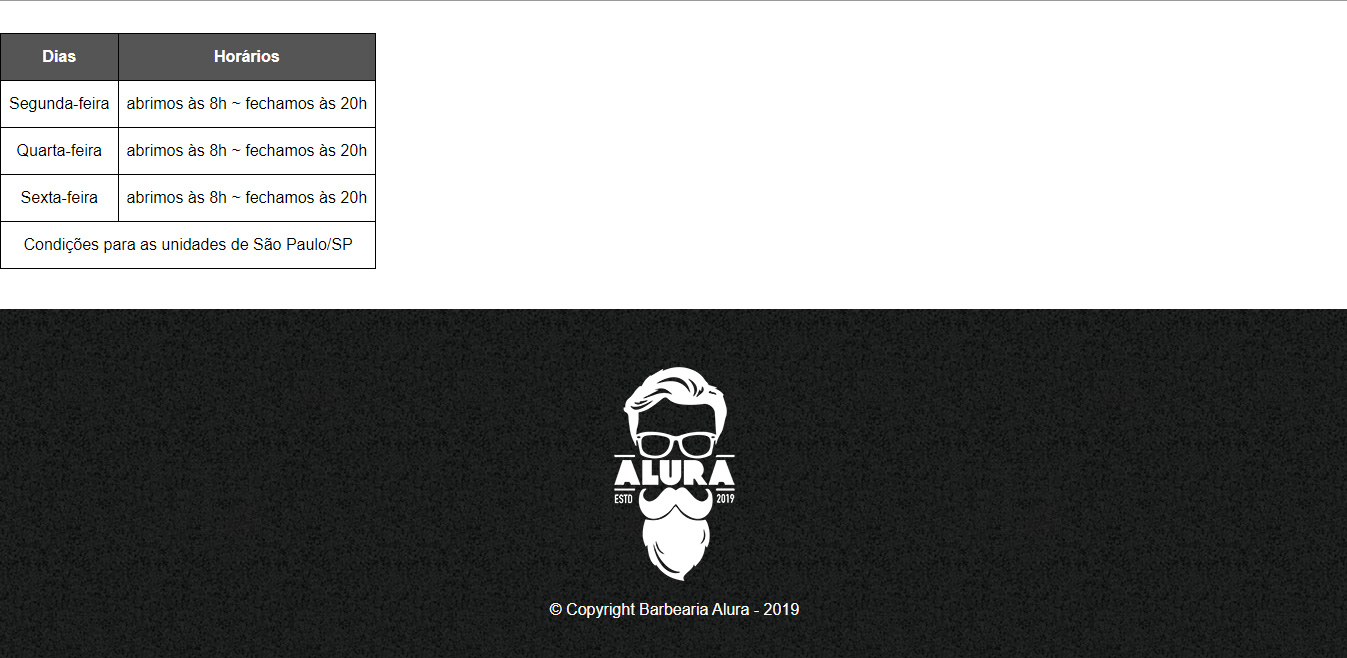 Dias Horários
Segunda-feira abrimos às 8h ~ fechamos às 20h
Quarta-feira abrimos às 8h ~ fechamos às 20h
Sexta-feira abrimos às 8h ~ fechamos às 20h
Condições para as unidades de São Paulo/SP
ALURA
ESTD 2019
© Copyright Barbearia Alura - 2019